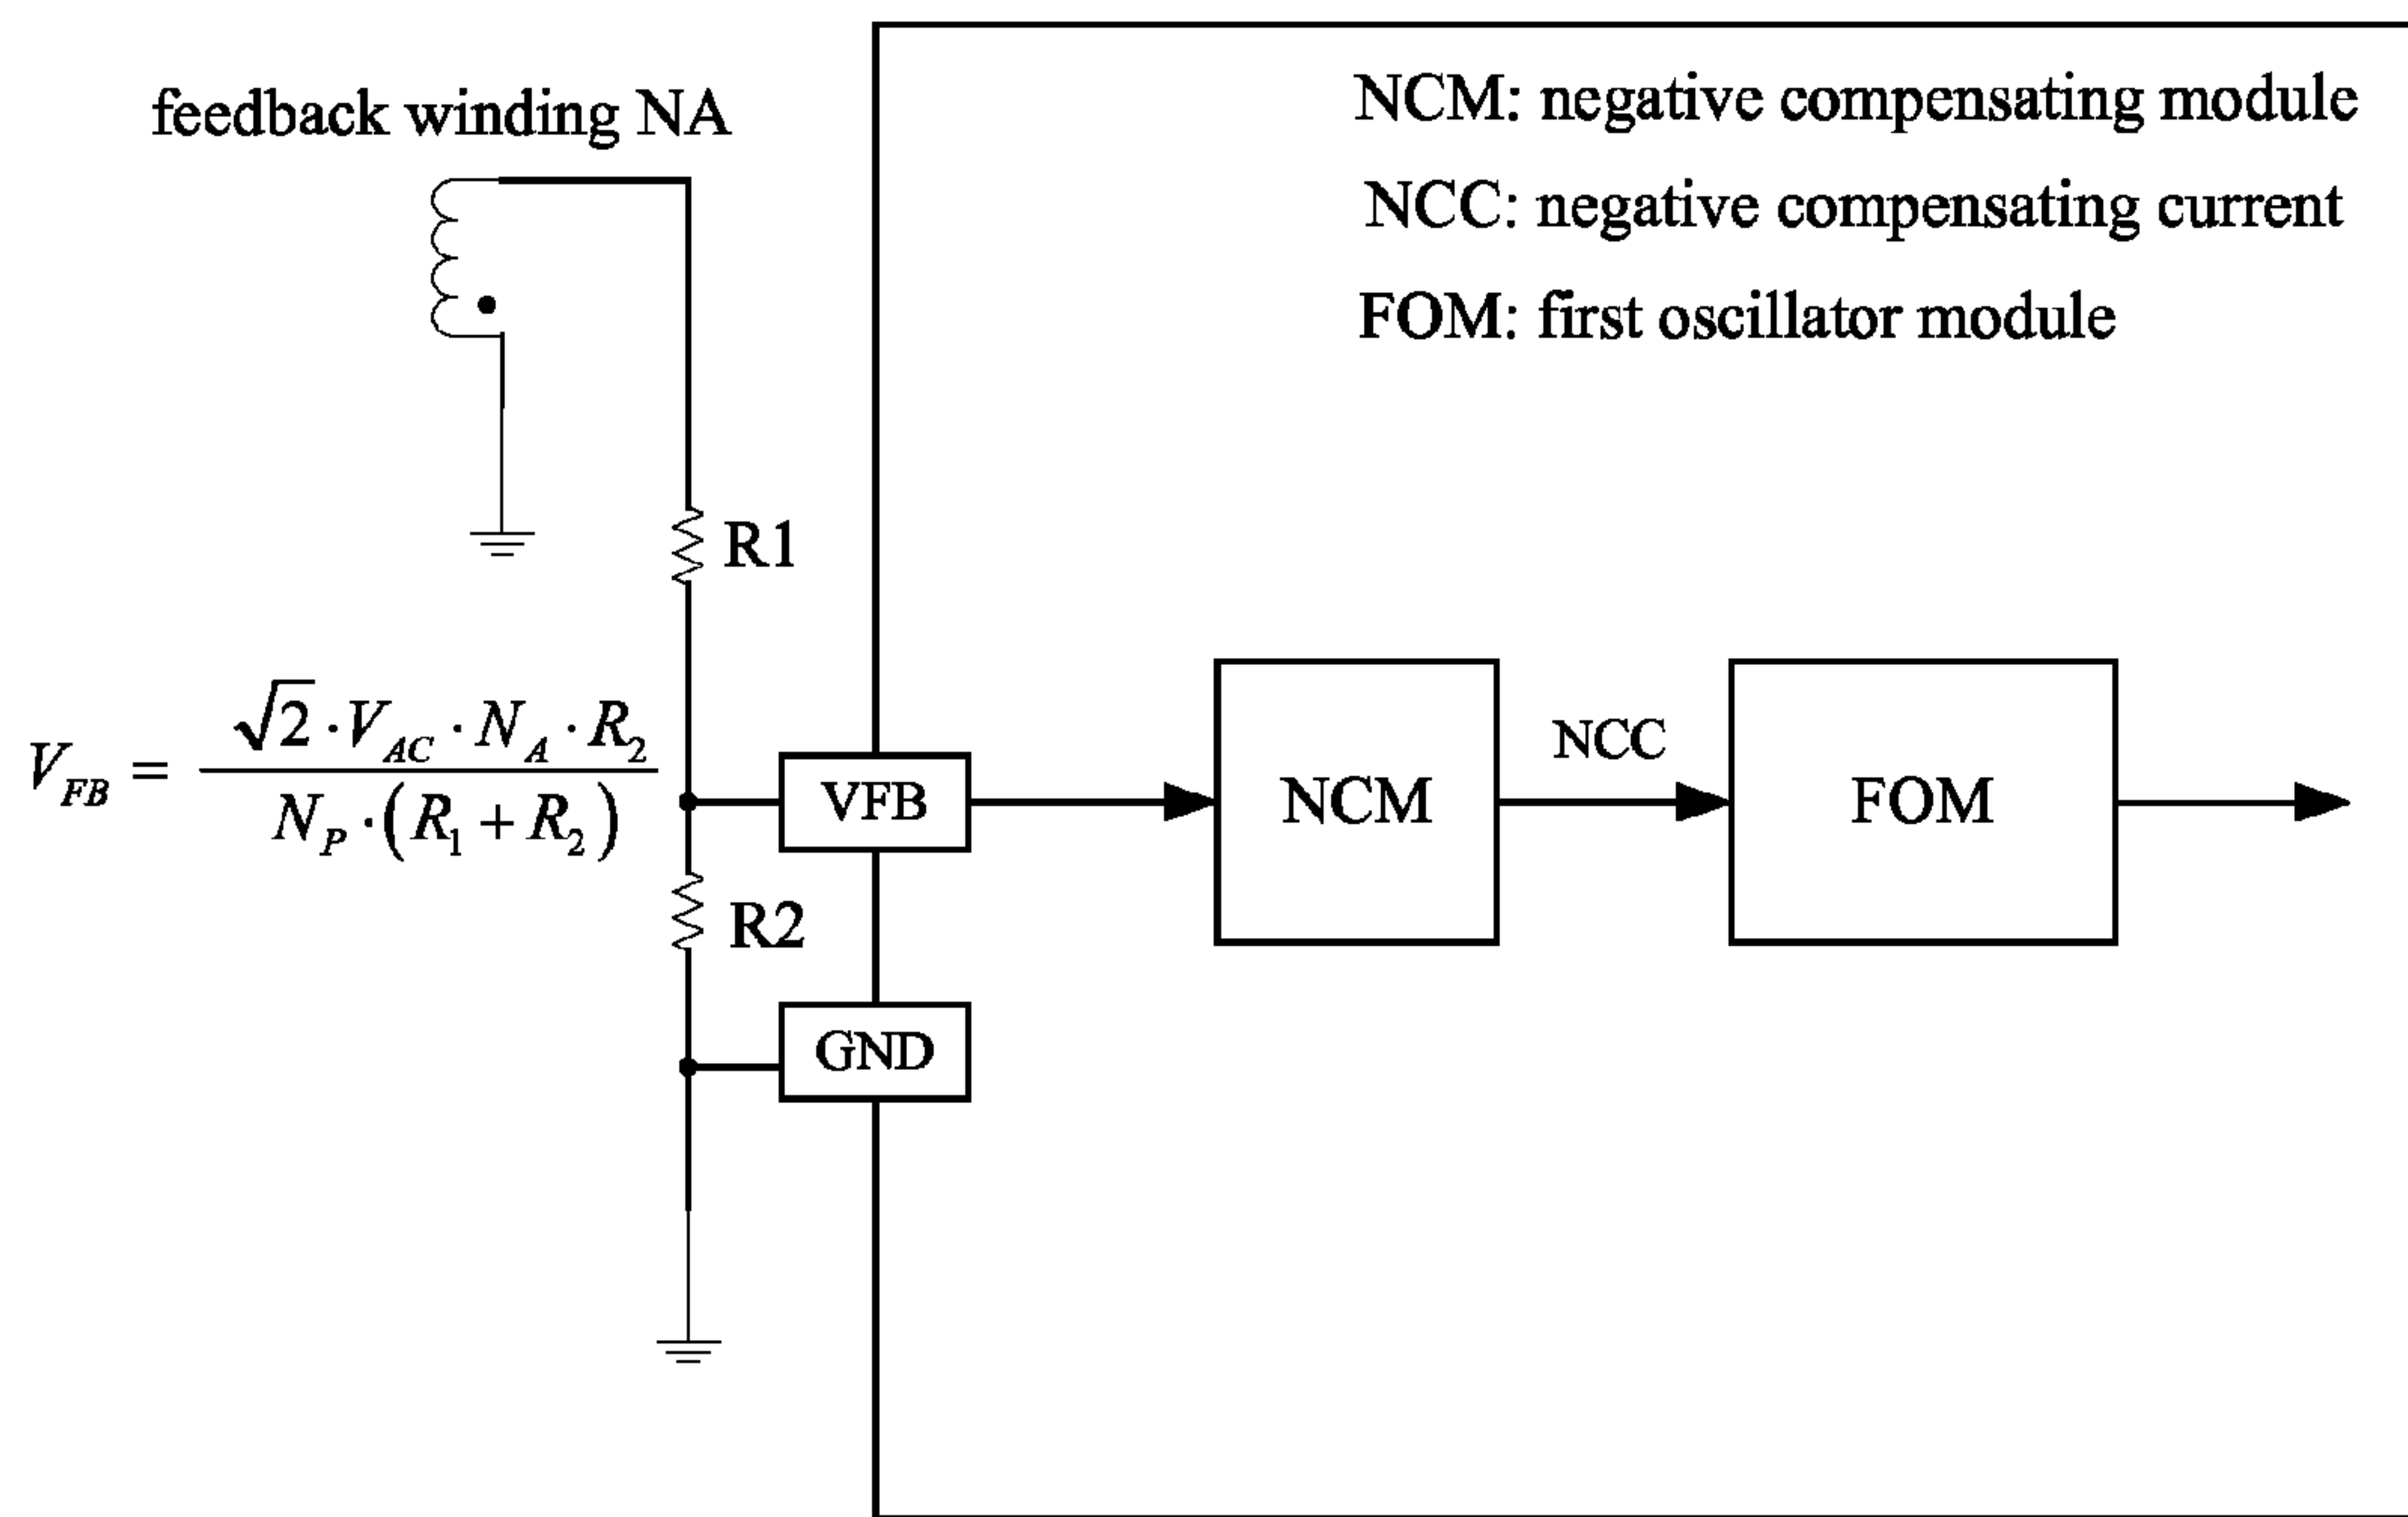 feedback winding NA
NCM: negative compensating module
NCC: negative compensating current
FOM: first oscillator module
R1
V_FB = √2·V_AC·N_A·R_2 / N_P·(R_1+R_2)
VFB
NCM
NCC
FOM
R2
GND